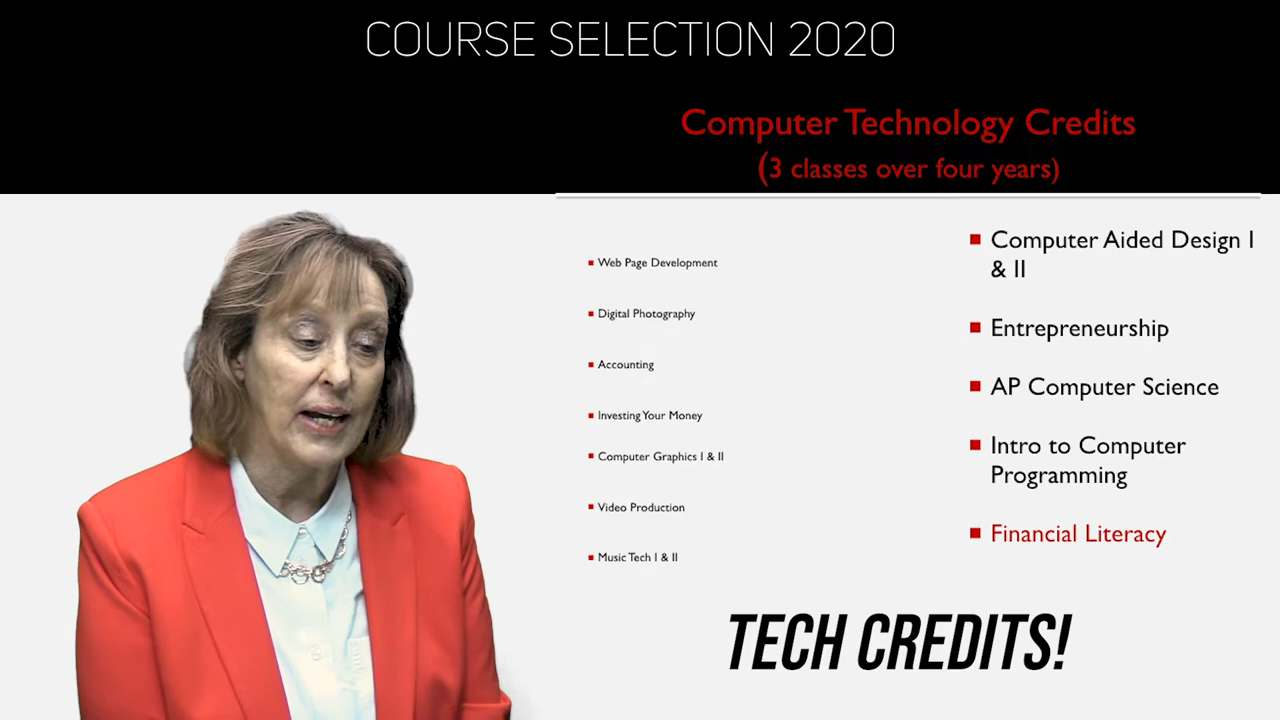 COURSE SELECTION 2020
Computer Technology Credits
(3 classes over four years)
Web Page Development
Digital Photography
Accounting
Investing Your Money
Computer Graphics I & II
Video Production
Music Tech I & II
Computer Aided Design I
& II
Entrepreneurship
AP Computer Science
Intro to Computer
Programming
Financial Literacy
TECH CREDITS!